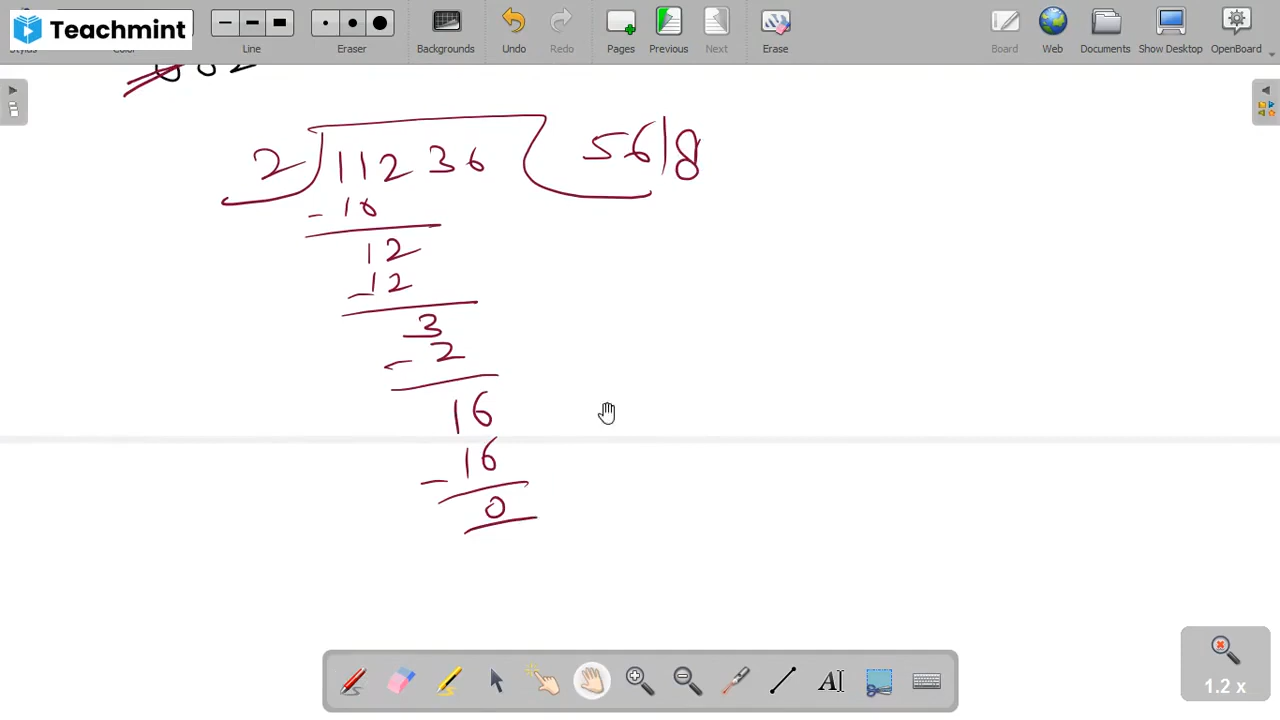 Teachmint
Line
Eraser
Backgrounds
Undo
Redo
Pages
Previous
Next
Erase
Board
Web
Documents
Show Desktop
OpenBoard
2 11236 5618
- 10
12
- 12
3
- 2
16
- 16
0
1.2 x